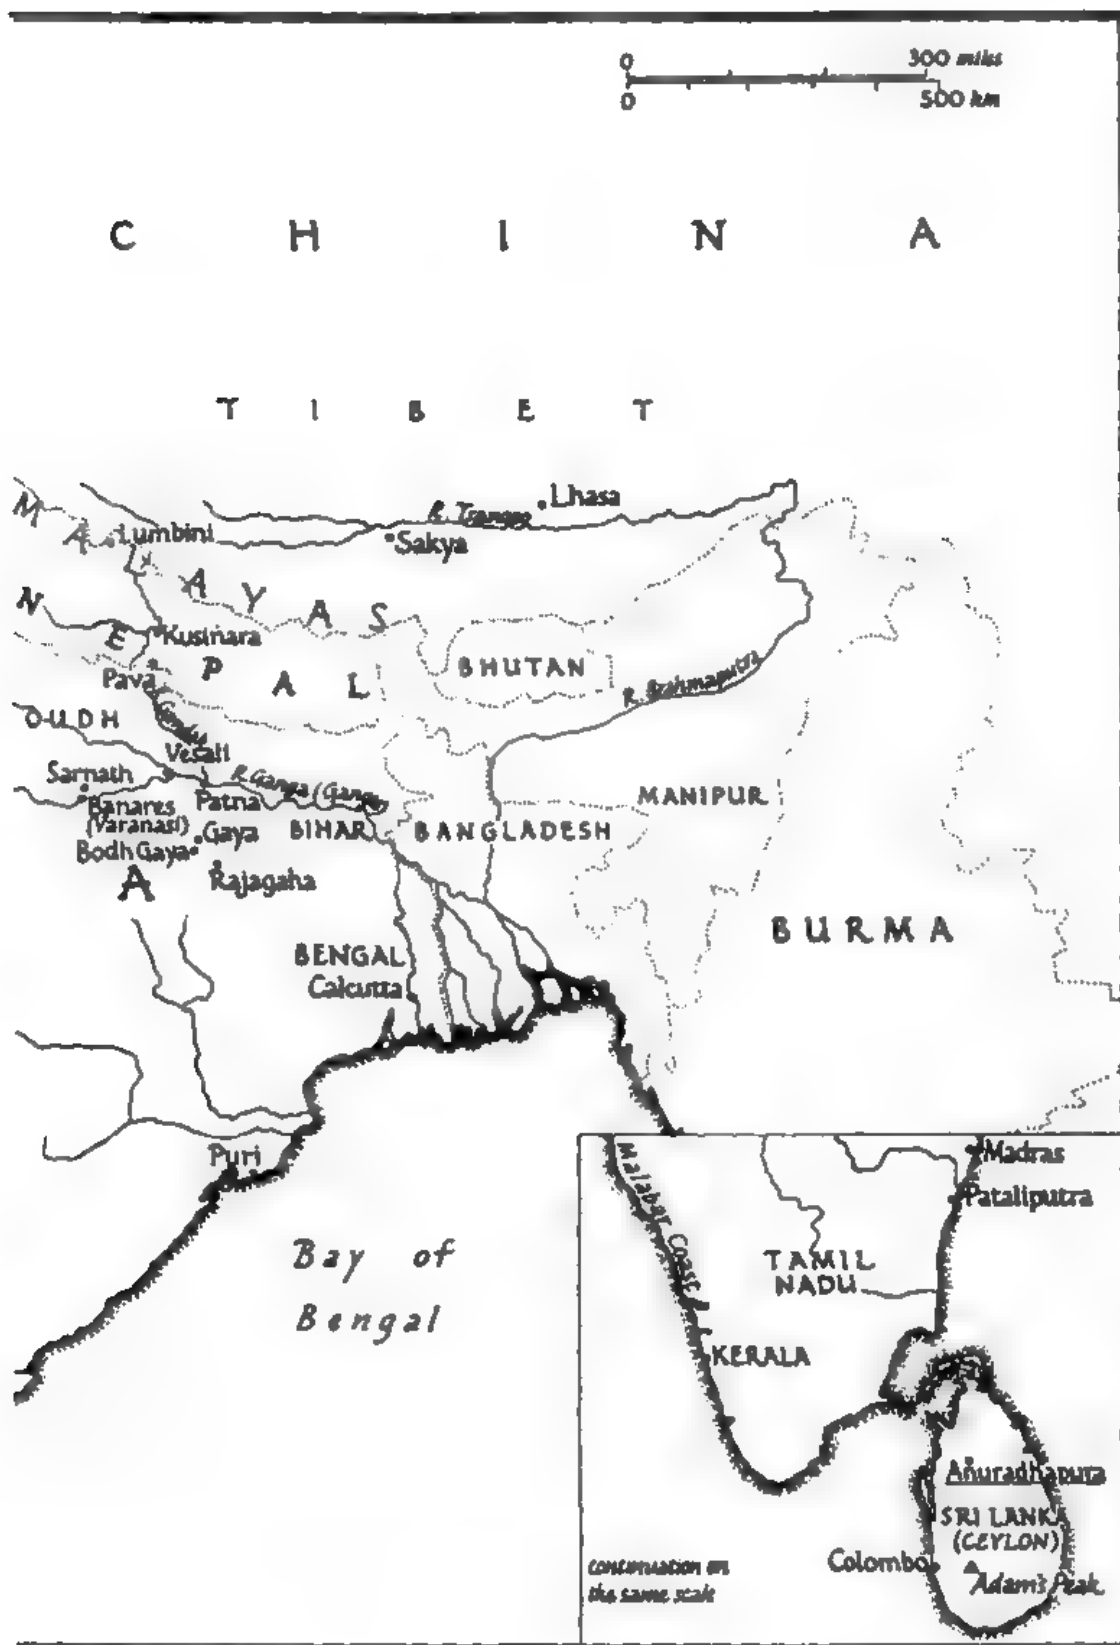 0 300 miles
0 500 km
C H I N A
T I B E T
Lhasa
R. Tsangpo
M A L A Y A S
Lumbini
Sakya
N E P A L
Kusinara
BHUTAN
Pava
R. Brahmaputra
OUDH
Vesali
Sarnath
R. Ganga (Ganges)
Banares
(Varanasi)
Patna
MANIPUR
Gaya
BIHAR
BANGLADESH
Bodh Gaya
Rajagaha
A
BURMA
BENGAL
Calcutta
Puri
Bay of
Bengal
Malabar Coast
Madras
Pataliputra
TAMIL
NADU
KERALA
Anuradhapura
SRI LANKA
(CEYLON)
Colombo
Adam's Peak
continuation on
the same scale